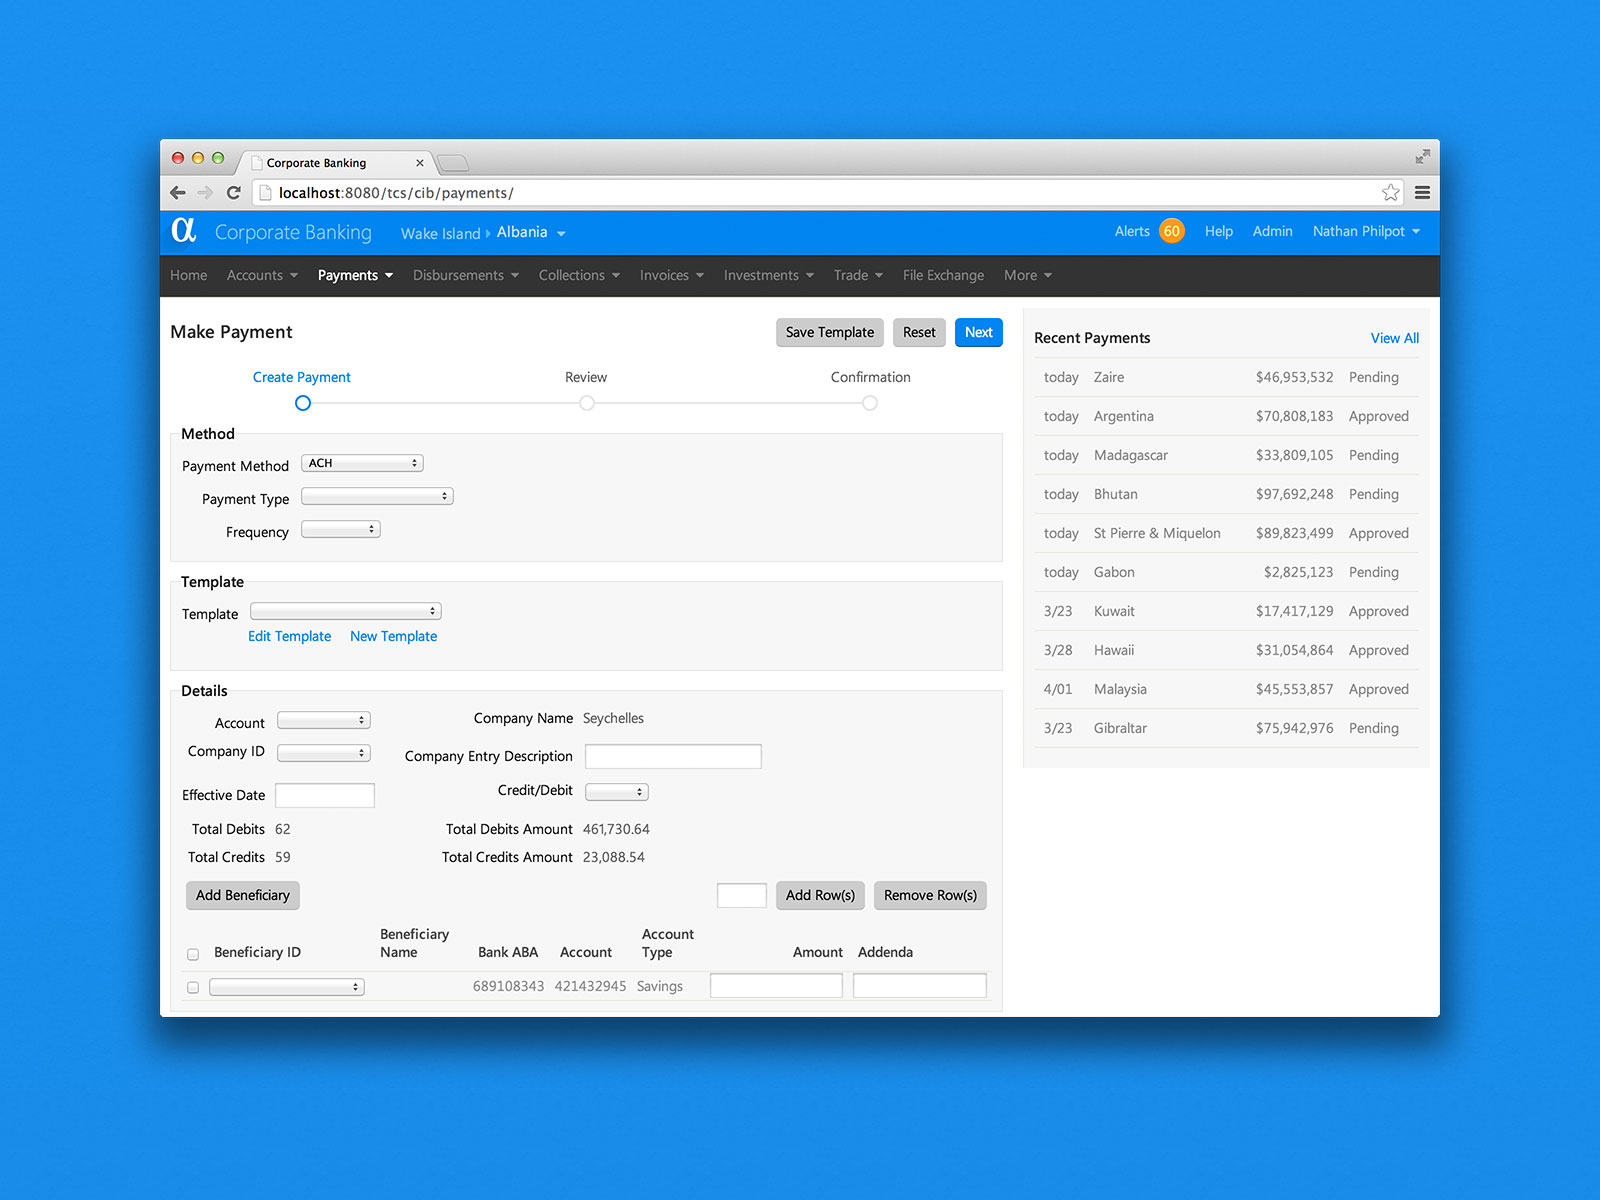 Corporate Banking
localhost:8080/tcs/cib/payments/
α Corporate Banking Wake Island Albania Alerts 60 Help Admin Nathan Philpot
Home Accounts Payments Disbursements Collections Invoices Investments Trade File Exchange More
Make Payment Save Template Reset Next
Create Payment Review Confirmation
Method
Payment Method ACH
Payment Type
Frequency
Template
Template
Edit Template New Template
Details
Account Company Name Seychelles
Company ID Company Entry Description
Effective Date Credit/Debit
Total Debits 62 Total Debits Amount 461,730.64
Total Credits 59 Total Credits Amount 23,088.54
Add Beneficiary Add Row(s) Remove Row(s)
Beneficiary ID Beneficiary Name Bank ABA Account Account Type Amount Addenda
689108343 421432945 Savings
Recent Payments View All
today Zaire $46,953,532 Pending
today Argentina $70,808,183 Approved
today Madagascar $33,809,105 Pending
today Bhutan $97,692,248 Pending
today St Pierre & Miquelon $89,823,499 Approved
today Gabon $2,825,123 Pending
3/23 Kuwait $17,417,129 Approved
3/28 Hawaii $31,054,864 Approved
4/01 Malaysia $45,553,857 Approved
3/23 Gibraltar $75,942,976 Pending